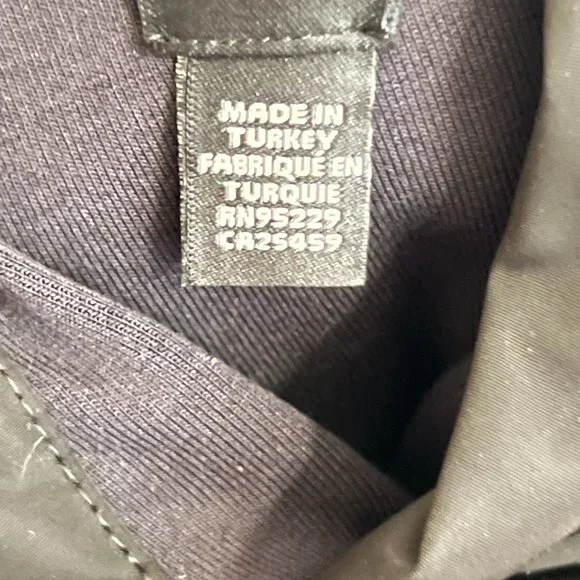 MADE IN
TURKEY
FABRIQUÉ EN
TURQUIE
RN95229
CA25459